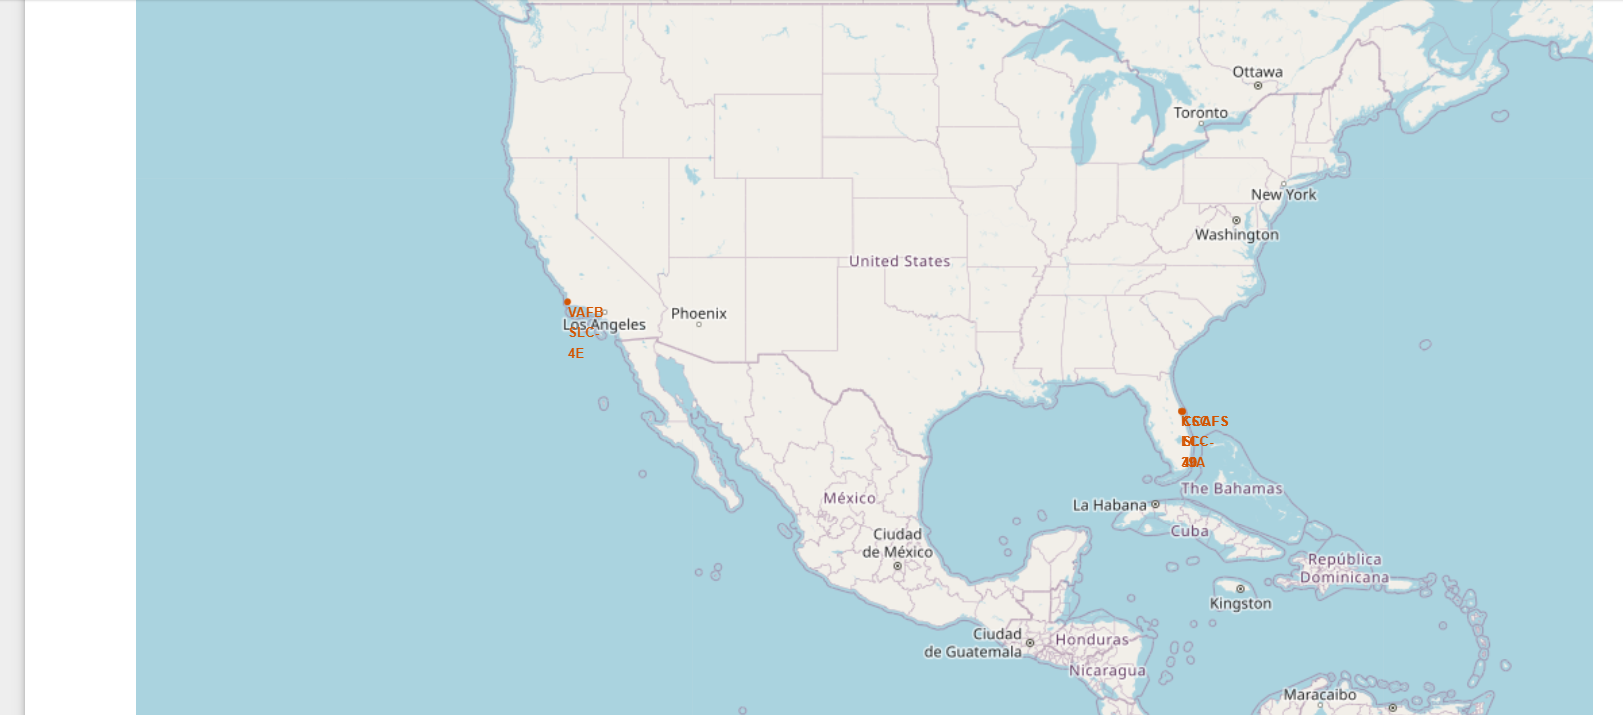 Ottawa
Toronto
New York
Washington
United States
VAFB
SLC-
4E
Los Angeles
Phoenix
México
Ciudad
de México
La Habana
The Bahamas
Cuba
República
Dominicana
Kingston
Ciudad
de Guatemala
Honduras
Nicaragua
Maracaibo